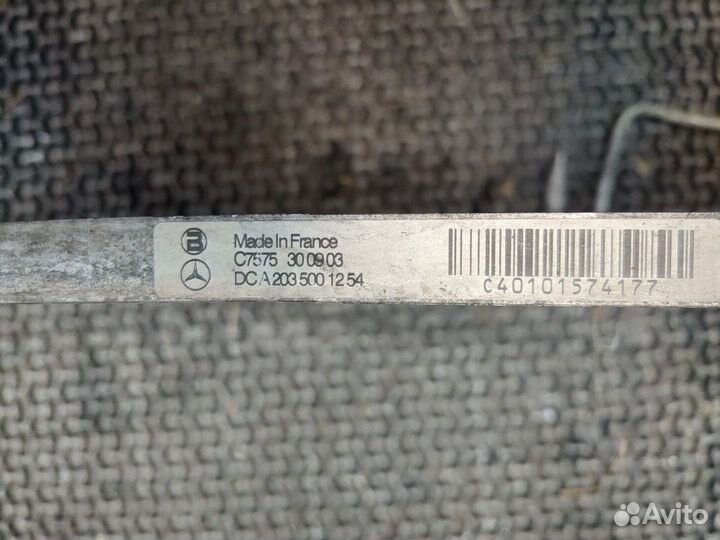 B
Made In France
C7575 30 09 03
DC A 203 500 12 54
C40101574177
Avito